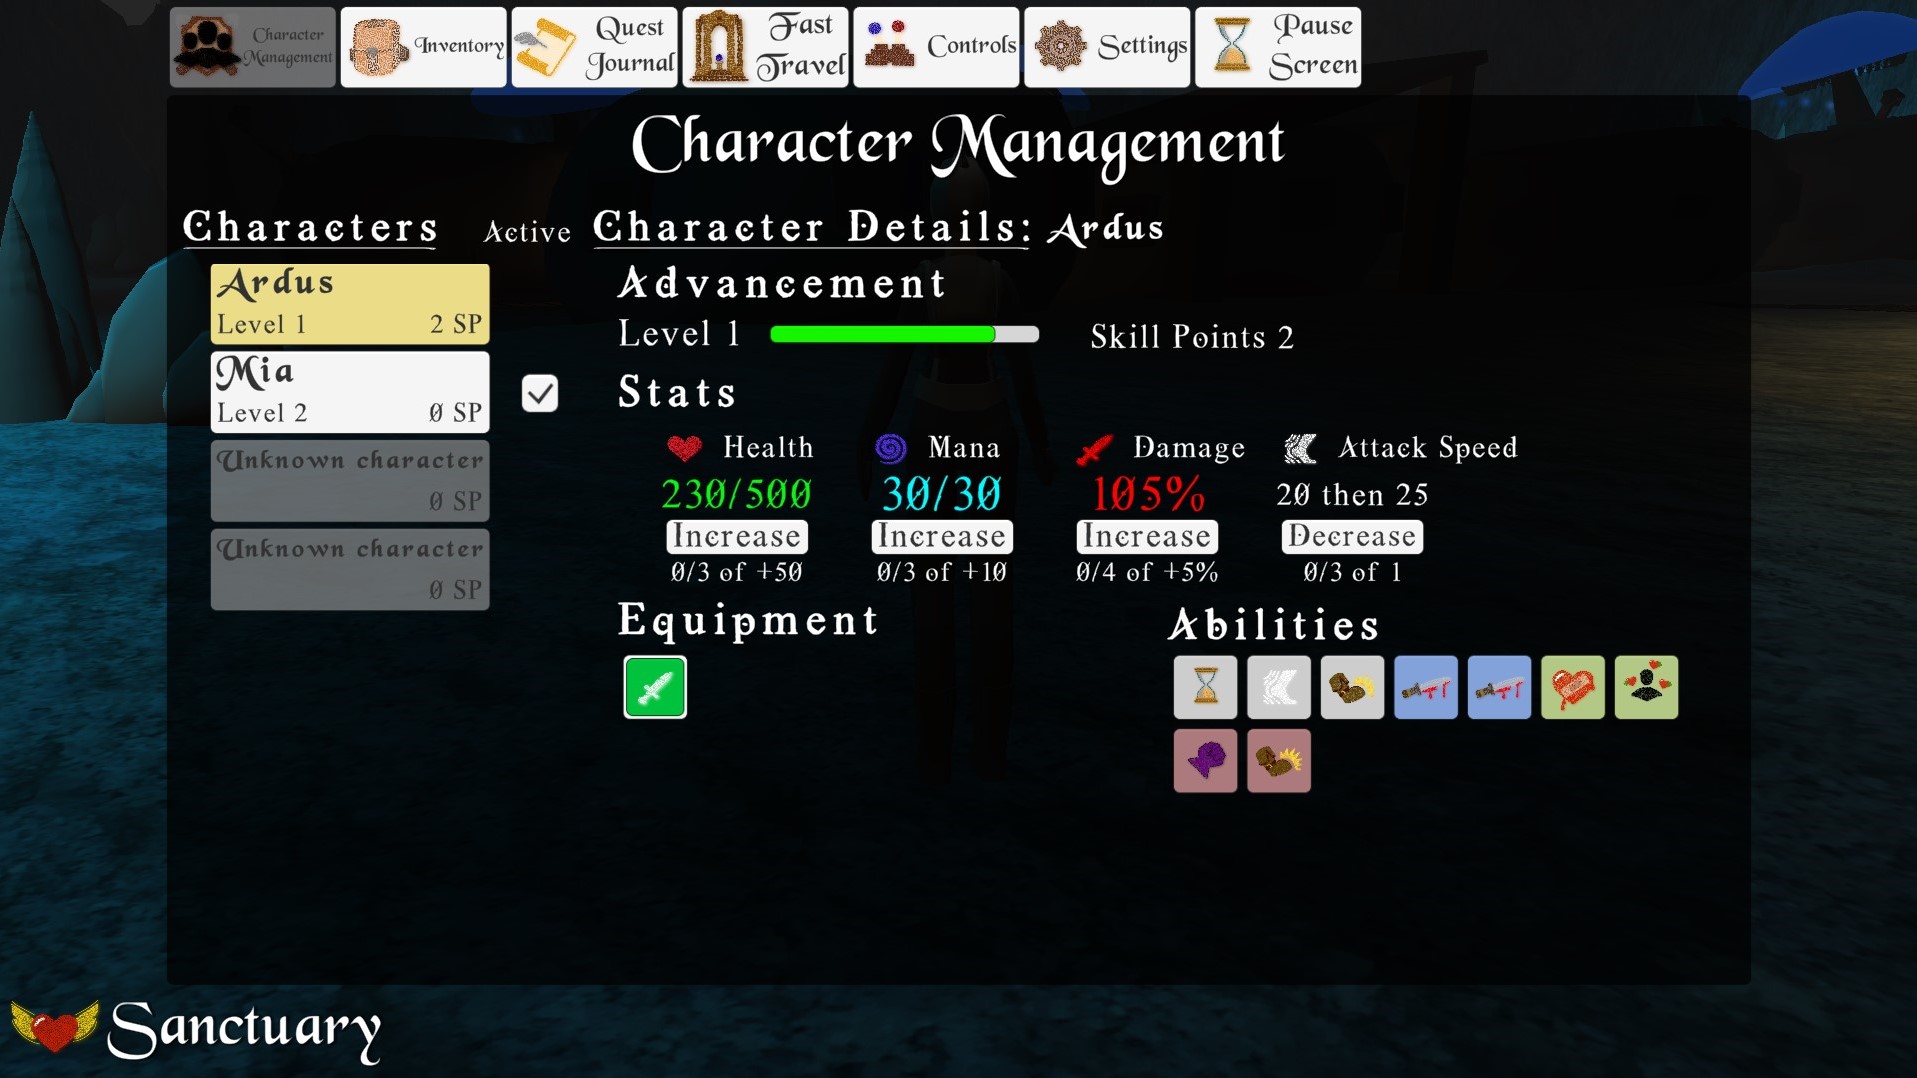 Character
Management
Inventory
Quest
Journal
Fast
Travel
Controls
Settings
Pause
Screen
Character Management
Characters
Active
Character Details: Ardus
Ardus
Level 1
2 SP
Mia
Level 2
0 SP
Unknown character
0 SP
Unknown character
0 SP
Advancement
Level 1
Skill Points 2
Stats
Health
Mana
Damage
Attack Speed
230/500
30/30
105%
20 then 25
Increase
Increase
Increase
Decrease
0/3 of +50
0/3 of +10
0/4 of +5%
0/3 of 1
Equipment
Abilities
Sanctuary